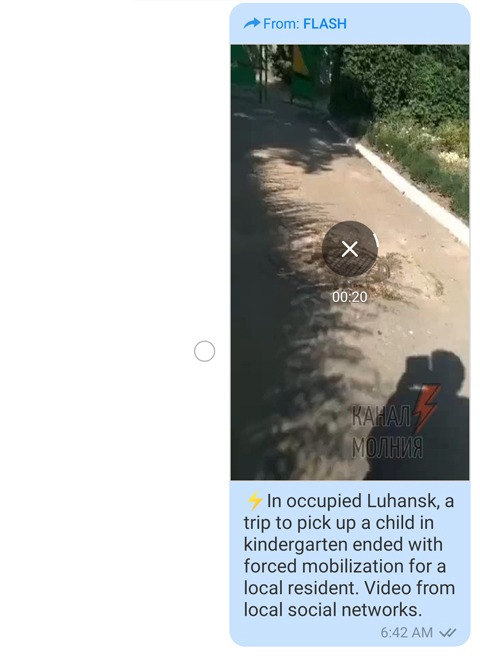 From: FLASH
00:20
КАНАЛ
МОЛНИЯ
⚡In occupied Luhansk, a
trip to pick up a child in
kindergarten ended with
forced mobilization for a
local resident. Video from
local social networks.
6:42 AM